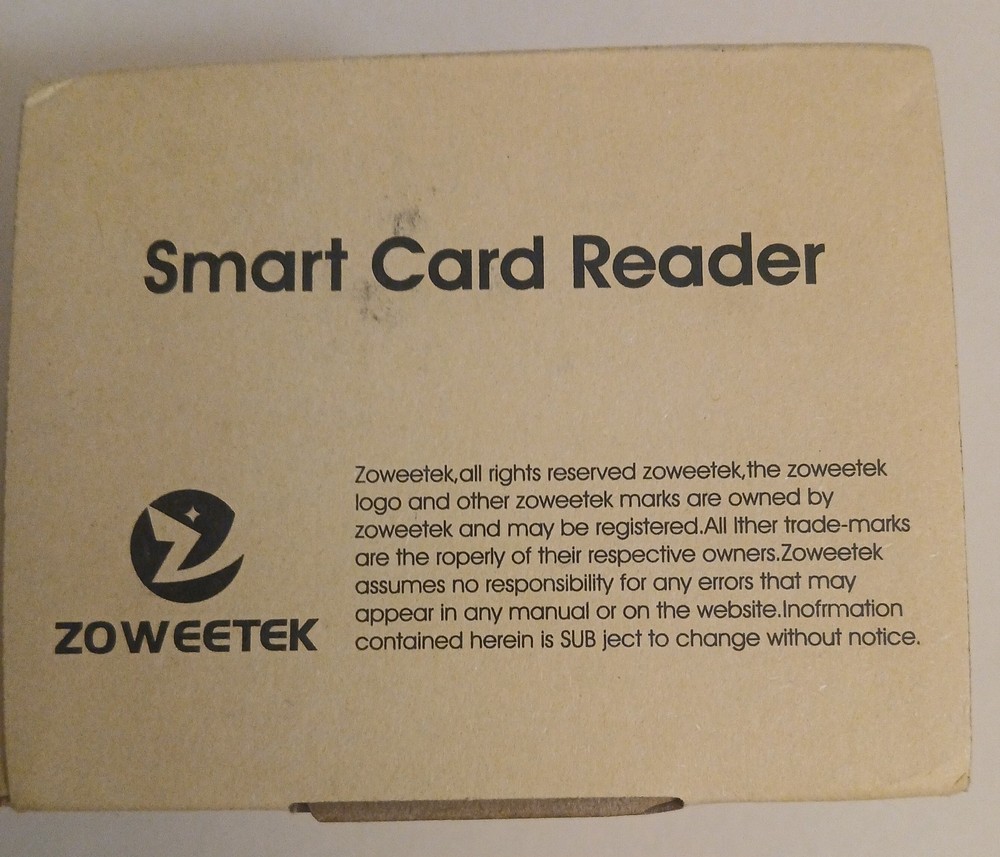 Smart Card Reader
Zoweetek,all rights reserved zoweetek,the zoweetek
logo and other zoweetek marks are owned by
zoweetek and may be registered.All lther trade-marks
are the roperly of their respective owners.Zoweetek
assumes no responsibility for any errors that may
appear in any manual or on the website.Inofrmation
contained herein is SUB ject to change without notice.
ZOWEETEK